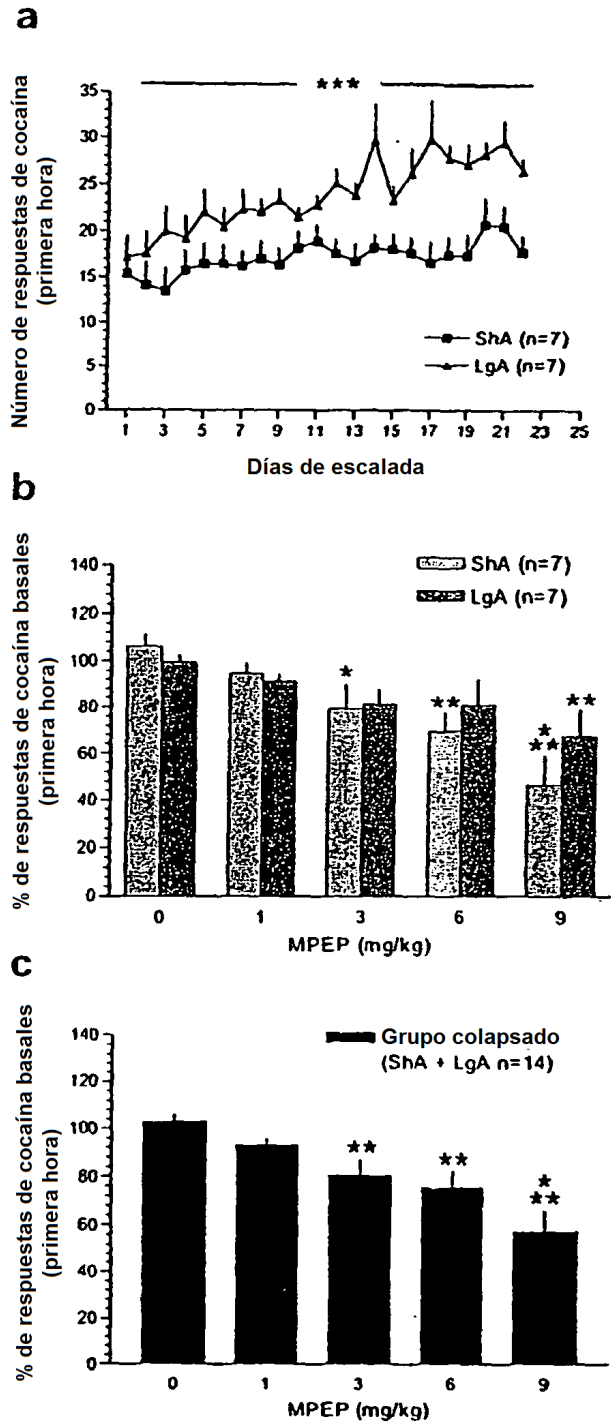 a
Número de respuestas de cocaína
(primera hora)
★★★
35
30
25
20
15
10
5
0
ShA (n=7)
LgA (n=7)
1 3 5 7 9 11 13 15 17 19 21 23 25
Días de escalada
b
% de respuestas de cocaína basales
(primera hora)
140
120
100
80
60
40
20
0
ShA (n=7)
LgA (n=7)
★
★★
★
★★
★★
0 1 3 6 9
MPEP (mg/kg)
c
% de respuestas de cocaína basales
(primera hora)
140
120
100
80
60
40
20
0
Grupo colapsado
(ShA + LgA n=14)
★★
★★
★
★★
0 1 3 6 9
MPEP (mg/kg)